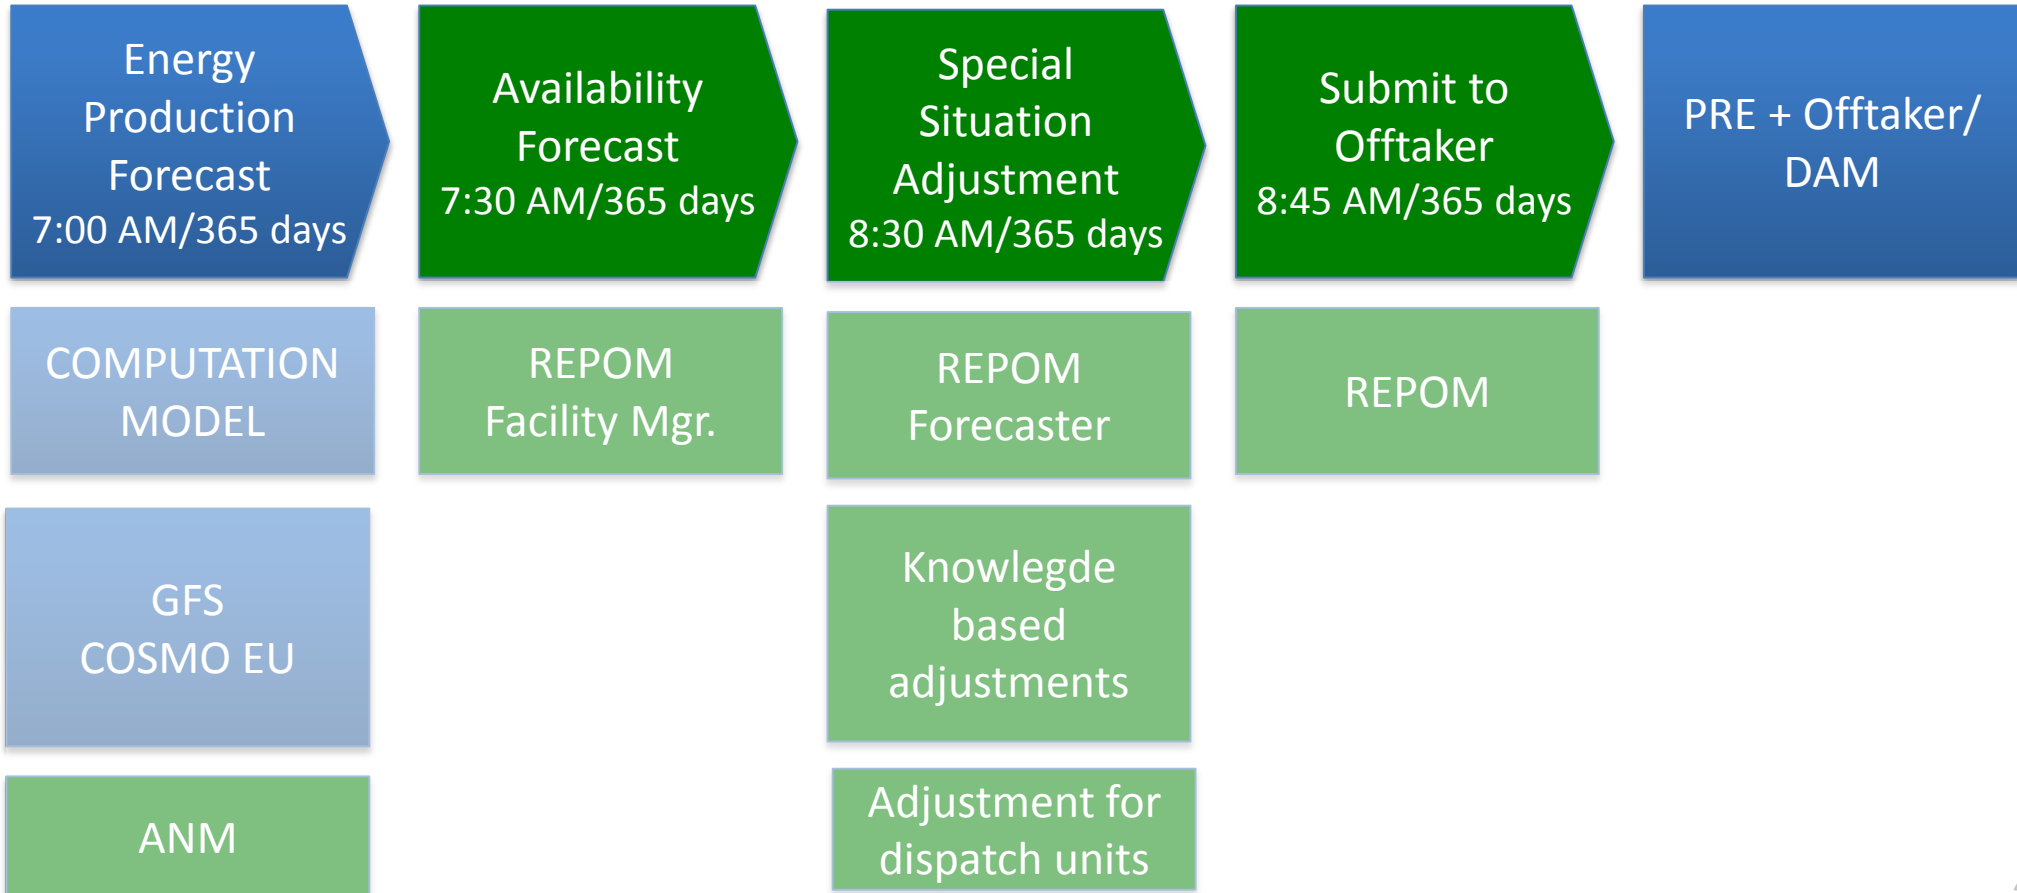 Energy
Production
Forecast
7:00 AM/365 days
Availability
Forecast
7:30 AM/365 days
Special
Situation
Adjustment
8:30 AM/365 days
Submit to
Offtaker
8:45 AM/365 days
PRE + Offtaker/
DAM
COMPUTATION
MODEL
REPOM
Facility Mgr.
REPOM
Forecaster
REPOM
GFS
COSMO EU
Knowlegde
based
adjustments
ANM
Adjustment for
dispatch units